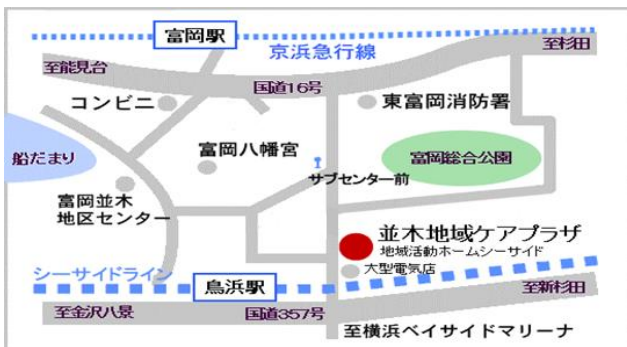 富岡駅
京浜急行線
至杉田
至能見台
国道16号
コンビニ
東富岡消防署
船だまり
富岡八幡宮
富岡総合公園
サブセンター前
富岡並木
地区センター
並木地域ケアプラザ
地域活動ホームシーサイド
大型電気店
シーサイドライン
鳥浜駅
至新杉田
至金沢八景
国道357号
至横浜ベイサイドマリーナ